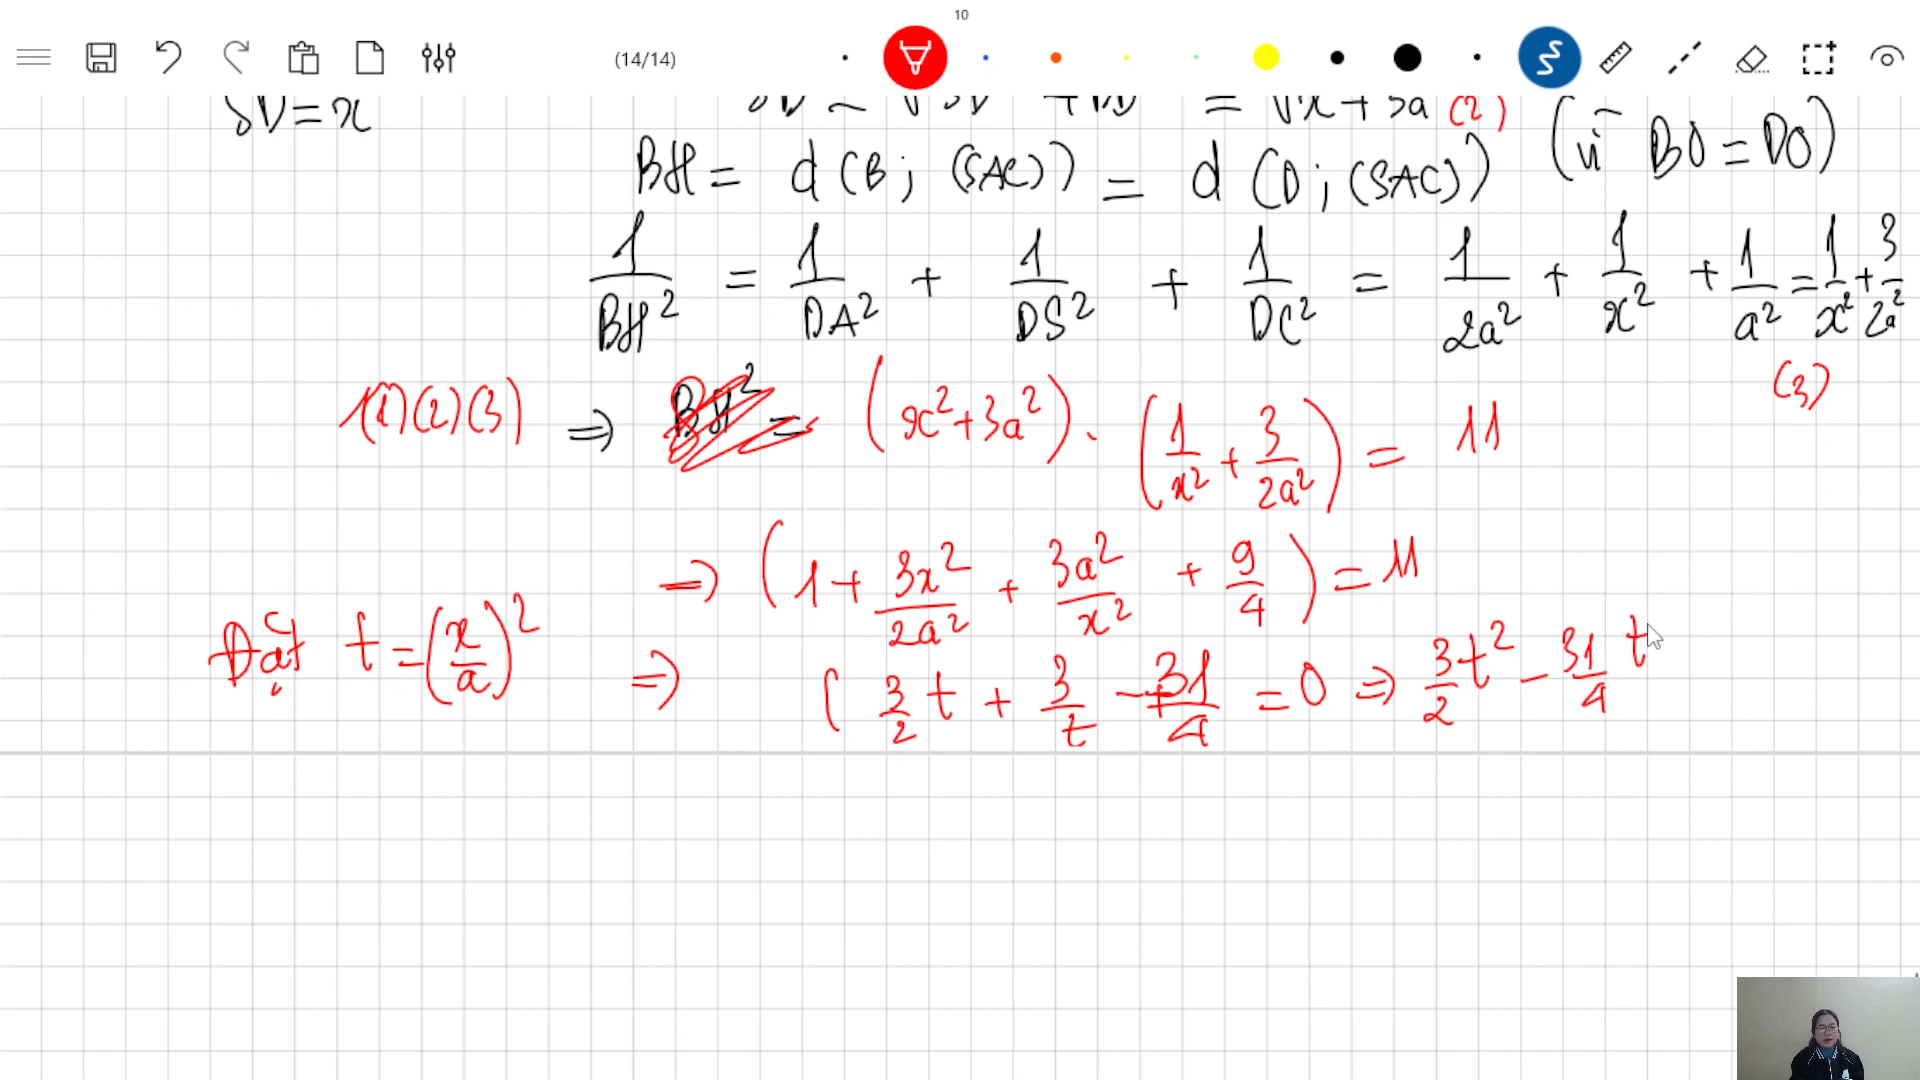 10
(14/14)
SD = x
= √x + 3a (2)
BH = d(B; (SAC)) = d(D; (SAC)) (vì BO = DO)
1/BH² = 1/DA² + 1/DS² + 1/DC² = 1/2a² + 1/x² + 1/a² = 1/x² + 3/2a²
(3)
(1)(2)(3) ⇒ (x² + 3a²) . (1/x² + 3/2a²) = 11
⇒ (1 + 3x²/2a² + 3a²/x² + 9/4) = 11
Đặt t = (x/a)² ⇒ ( 3/2 t + 3/t - 31/4 = 0 ⇒ 3/2 t² - 31/4 t